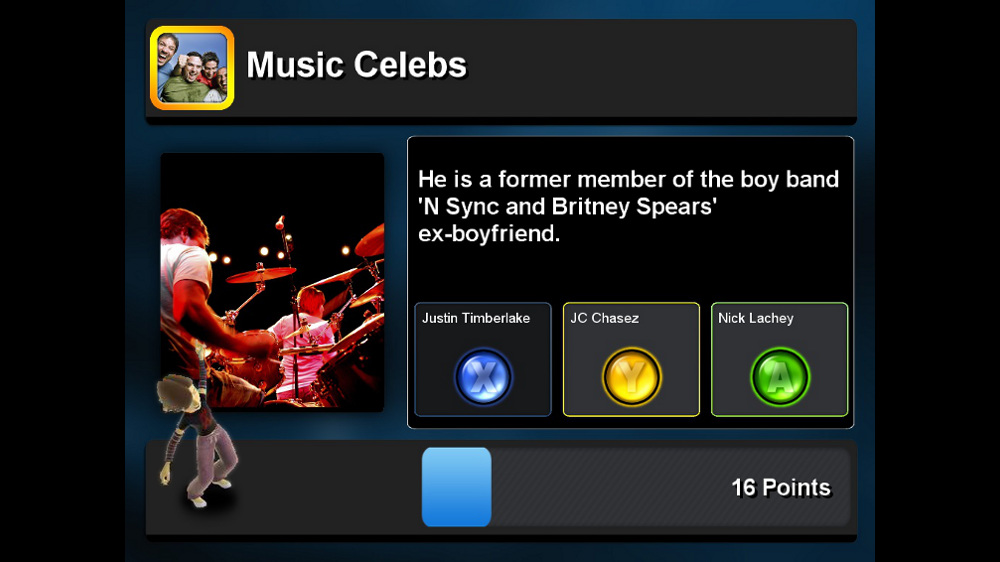 Music Celebs
He is a former member of the boy band
'N Sync and Britney Spears'
ex-boyfriend.
Justin Timberlake
JC Chasez
Nick Lachey
X
Y
A
16 Points